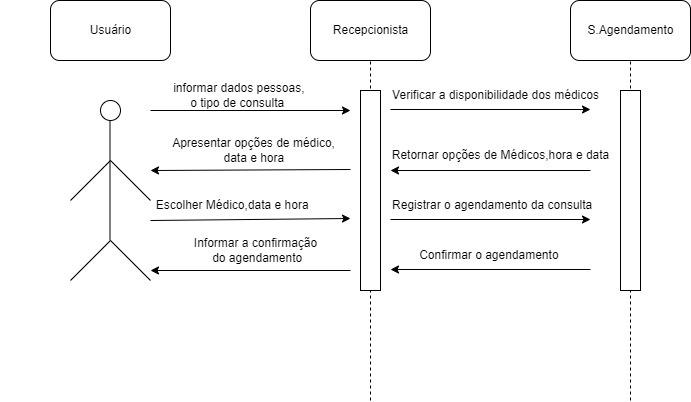 Usuário
Recepcionista
S.Agendamento
informar dados pessoas,
o tipo de consulta
Verificar a disponibilidade dos médicos
Apresentar opções de médico,
data e hora
Retornar opções de Médicos,hora e data
Escolher Médico,data e hora
Registrar o agendamento da consulta
Informar a confirmação
do agendamento
Confirmar o agendamento